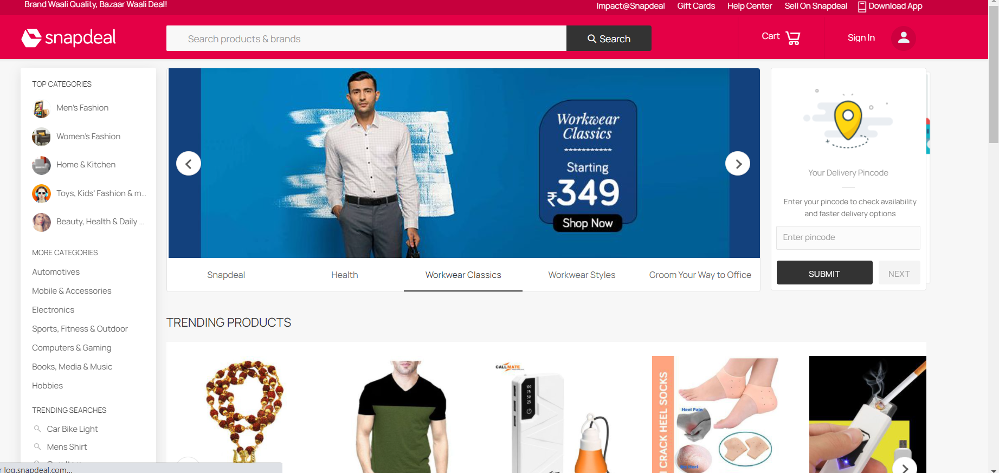 Brand Waali Quality, Bazaar Waali Deal!
Impact@Snapdeal Gift Cards Help Center Sell On Snapdeal Download App
snapdeal
Search products & brands
Search
Cart
Sign In
TOP CATEGORIES
Men's Fashion
Women's Fashion
Home & Kitchen
Toys, Kids' Fashion & m...
Beauty, Health & Daily ...
MORE CATEGORIES
Automotives
Mobile & Accessories
Electronics
Sports, Fitness & Outdoor
Computers & Gaming
Books, Media & Music
Hobbies
TRENDING SEARCHES
Car Bike Light
Mens Shirt
log.snapdeal.com...
Workwear
Classics
Starting
₹349
Shop Now
Snapdeal Health Workwear Classics Workwear Styles Groom Your Way to Office
Your Delivery Pincode
Enter your pincode to check availability
and faster delivery options
Enter pincode
SUBMIT NEXT
TRENDING PRODUCTS
CALLMATE
100
75
50
25
CRACK HEEL SOCKS
Heel Pain